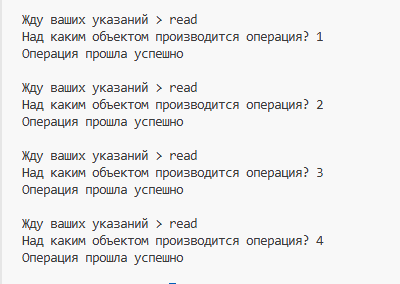 Жду ваших указаний > read
Над каким объектом производится операция? 1
Операция прошла успешно
Жду ваших указаний > read
Над каким объектом производится операция? 2
Операция прошла успешно
Жду ваших указаний > read
Над каким объектом производится операция? 3
Операция прошла успешно
Жду ваших указаний > read
Над каким объектом производится операция? 4
Операция прошла успешно